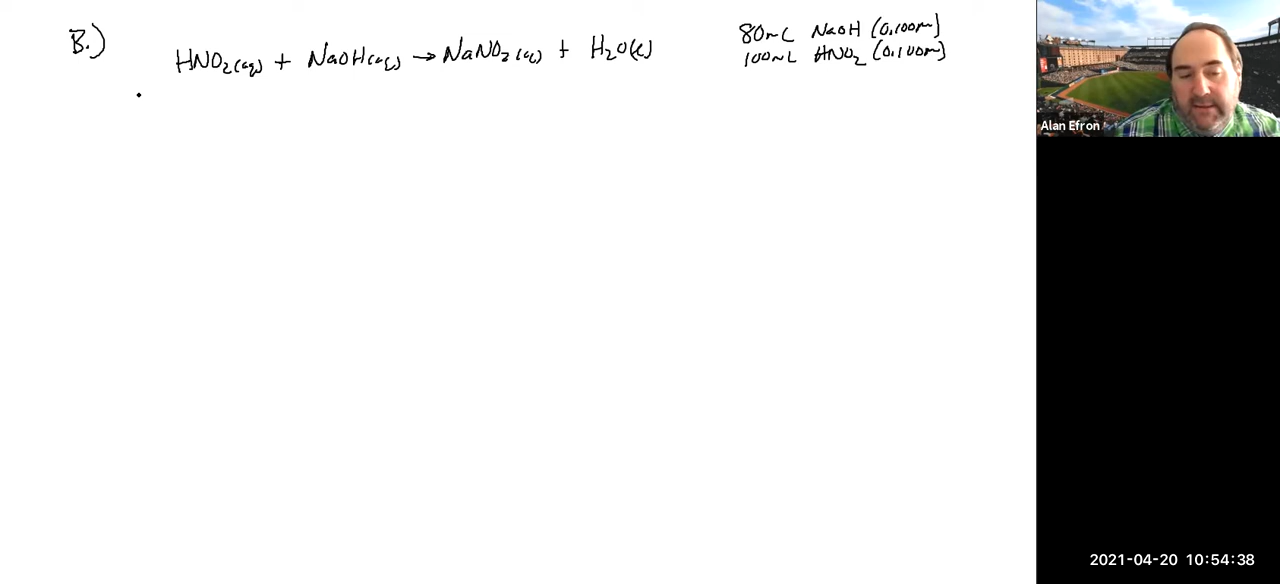 B.)
HNO₂(aq) + NaOH(aq) → NaNO₂(aq) + H₂O(l)
80mL NaOH (0.100M)
100mL HNO₂ (0.100M)
Alan Efron
2021-04-20 10:54:38